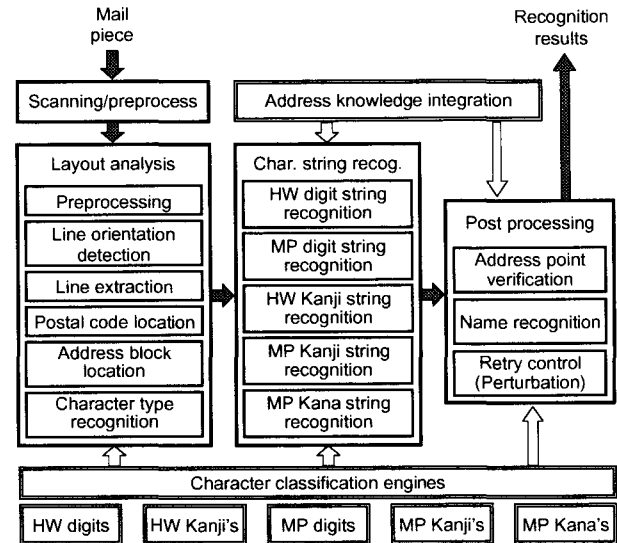 Mail
piece
Recognition
results
Scanning/preprocess
Address knowledge integration
Layout analysis
Preprocessing
Line orientation
detection
Line extraction
Postal code location
Address block
location
Character type
recognition
Char. string recog.
HW digit string
recognition
MP digit string
recognition
HW Kanji string
recognition
MP Kanji string
recognition
MP Kana string
recognition
Post processing
Address point
verification
Name recognition
Retry control
(Perturbation)
Character classification engines
HW digits
HW Kanji's
MP digits
MP Kanji's
MP Kana's